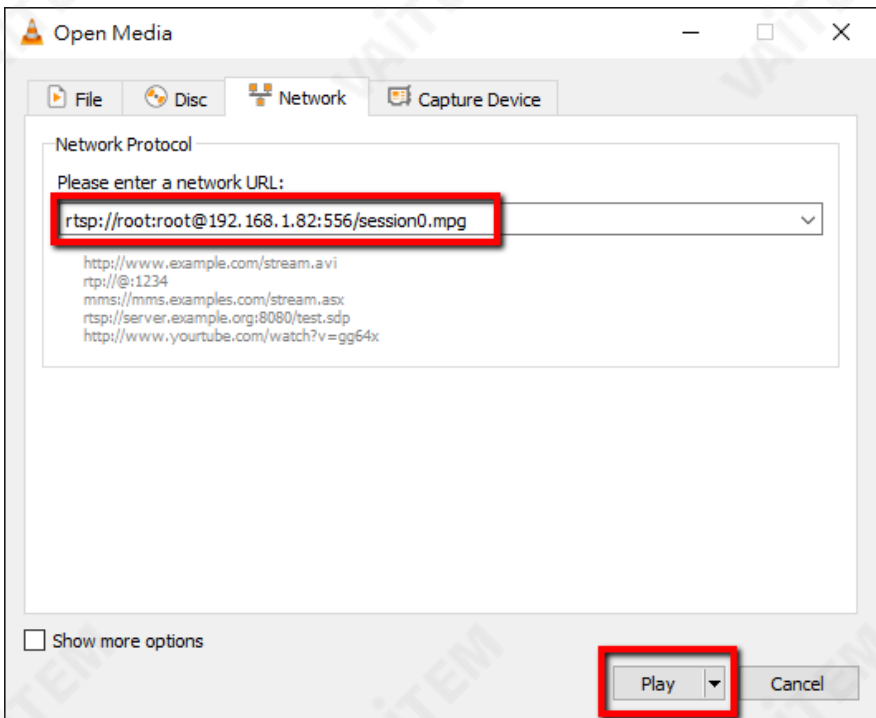 Open Media
File Disc Network Capture Device
Network Protocol
Please enter a network URL:
rtsp://root:root@192.168.1.82:556/session0.mpg
http://www.example.com/stream.avi
rtp://@:1234
mms://mms.examples.com/stream.asx
rtsp://server.example.org:8080/test.sdp
http://www.yourtube.com/watch?v=gg64x
Show more options
Play Cancel
VAiTEM